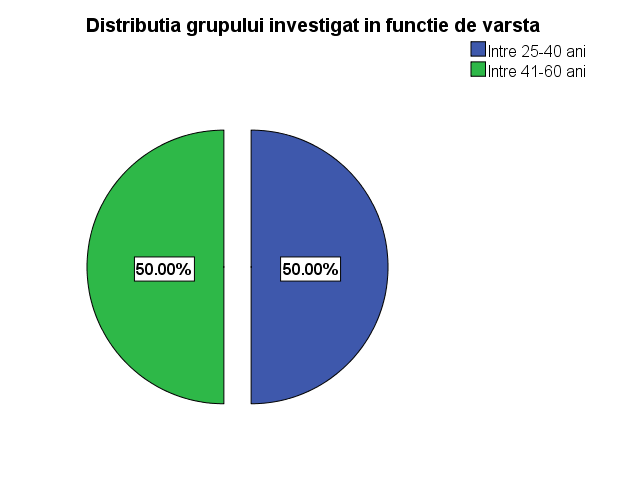 Distributia grupului investigat in functie de varsta
Intre 25-40 ani
Intre 41-60 ani
50.00%
50.00%